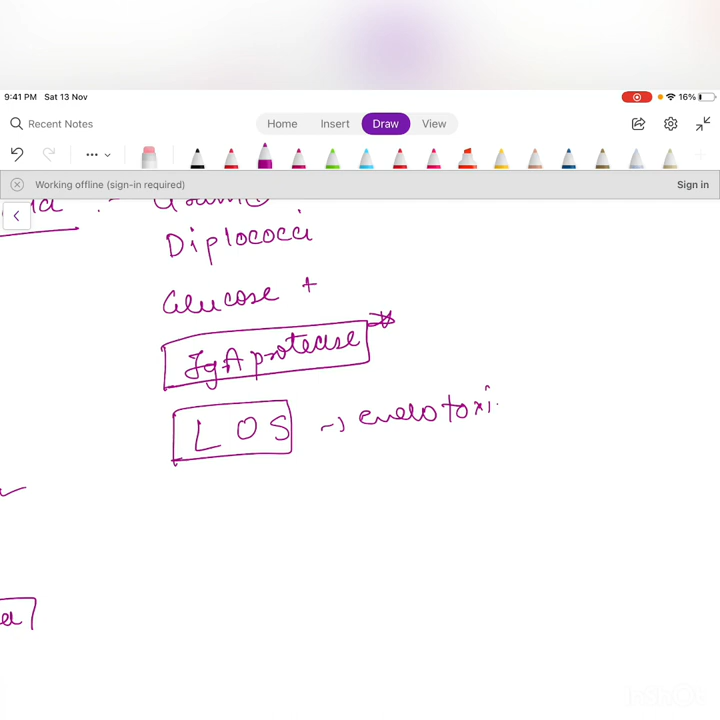 9:41 PM Sat 13 Nov
16%
Recent Notes
Home Insert Draw View
Working offline (sign-in required) Sign in
Diplococci
Glucose +
IgA protease
LOS → endotoxi